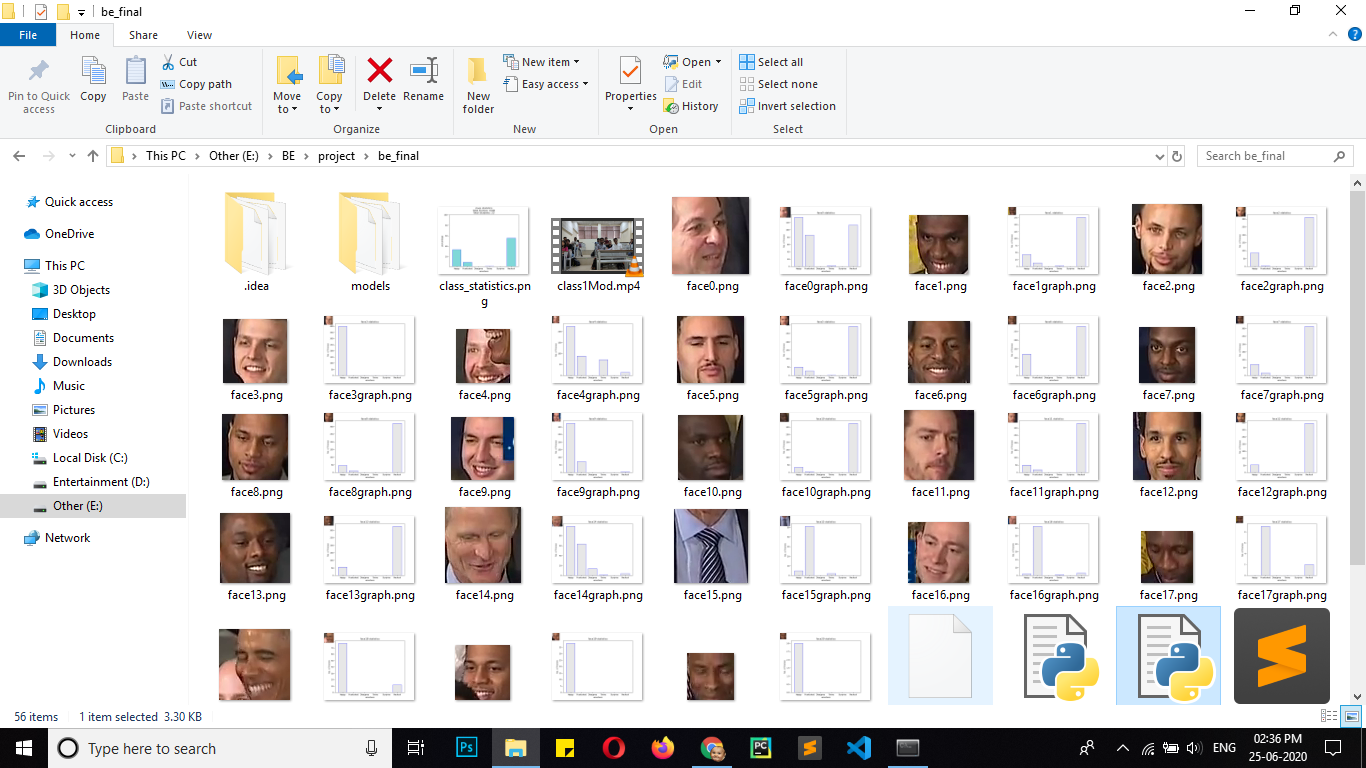 be_final
File Home Share View
Pin to Quick access
Copy
Paste
Cut
Copy path
Paste shortcut
Clipboard
Move to
Copy to
Delete
Rename
Organize
New folder
New item
Easy access
New
Properties
Open
Edit
History
Open
Select all
Select none
Invert selection
Select
This PC Other (E:) BE project be_final
Search be_final
Quick access
OneDrive
This PC
3D Objects
Desktop
Documents
Downloads
Music
Pictures
Videos
Local Disk (C:)
Entertainment (D:)
Other (E:)
Network
.idea models class_statistics.pn
g class1Mod.mp4 face0.png face0graph.png face1.png face1graph.png face2.png face2graph.png
face3.png face3graph.png face4.png face4graph.png face5.png face5graph.png face6.png face6graph.png face7.png face7graph.png
face8.png face8graph.png face9.png face9graph.png face10.png face10graph.png face11.png face11graph.png face12.png face12graph.png
face13.png face13graph.png face14.png face14graph.png face15.png face15graph.png face16.png face16graph.png face17.png face17graph.png
56 items 1 item selected 3.30 KB
Type here to search
Ps
PC
ENG
02:36 PM
25-06-2020